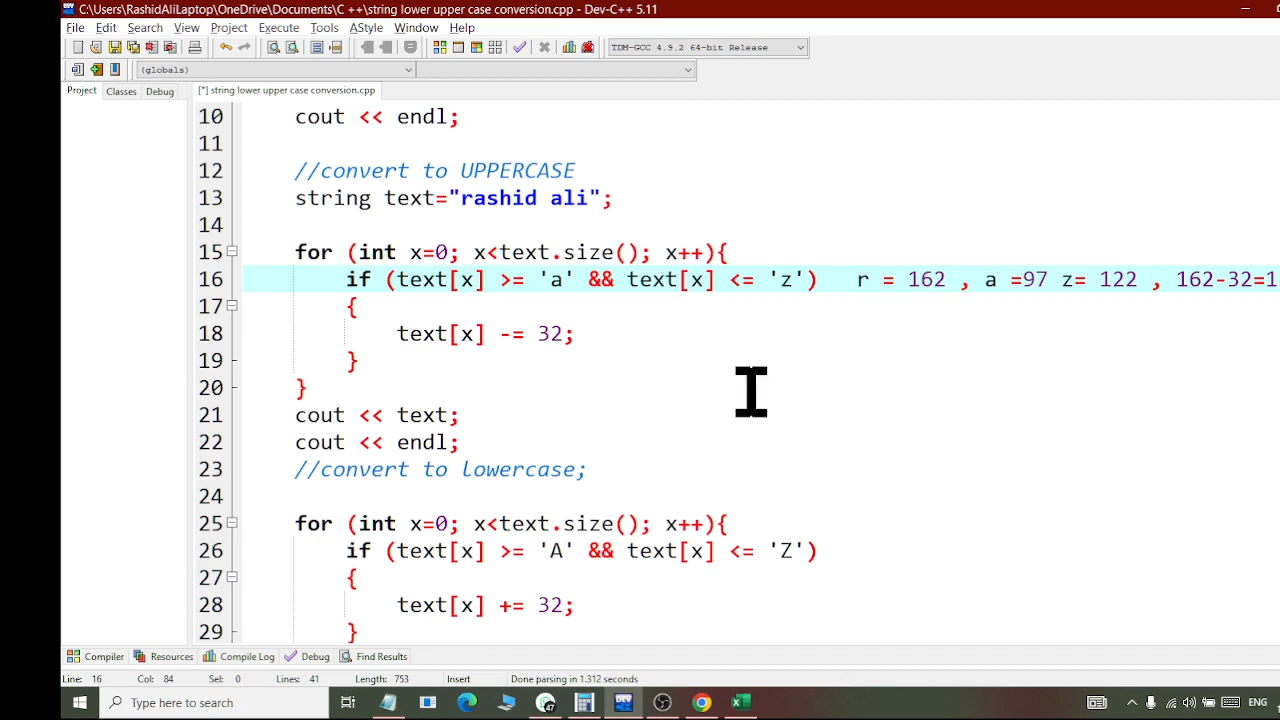 C:\Users\RashidAliLaptop\OneDrive\Documents\C ++\string lower upper case conversion.cpp - Dev-C++ 5.11
File Edit Search View Project Execute Tools AStyle Window Help
TDM-GCC 4.9.2 64-bit Release
(globals)
Project Classes Debug [*] string lower upper case conversion.cpp
10 cout << endl;
11
12 //convert to UPPERCASE
13 string text="rashid ali";
14
15 for (int x=0; x<text.size(); x++){
16 if (text[x] >= 'a' && text[x] <= 'z') r = 162 , a =97 z= 122 , 162-32=1
17 {
18 text[x] -= 32;
19 }
20 }
21 cout << text;
22 cout << endl;
23 //convert to lowercase;
24
25 for (int x=0; x<text.size(); x++){
26 if (text[x] >= 'A' && text[x] <= 'Z')
27 {
28 text[x] += 32;
29 }
Compiler Resources Compile Log Debug Find Results
Line: 16 Col: 84 Sel: 0 Lines: 41 Length: 753 Insert Done parsing in 1.312 seconds
Type here to search 47 DEV ENG